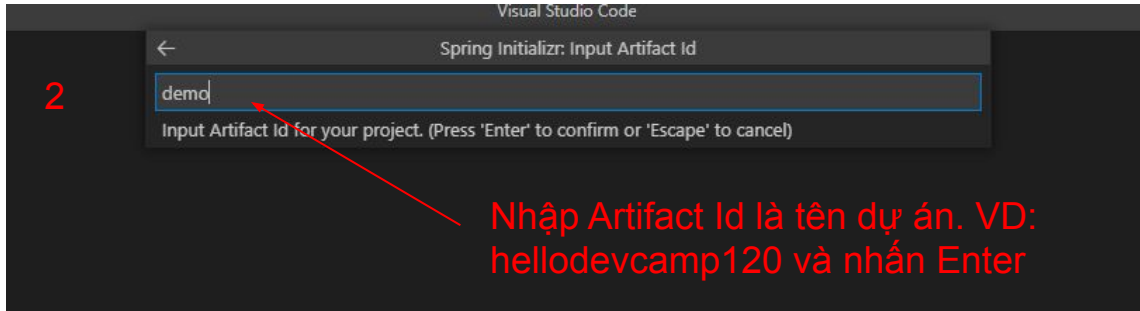 Visual Studio Code
← Spring Initializr: Input Artifact Id
2
demo
Input Artifact Id for your project. (Press 'Enter' to confirm or 'Escape' to cancel)
Nhập Artifact Id là tên dự án. VD:
hellodevcamp120 và nhấn Enter